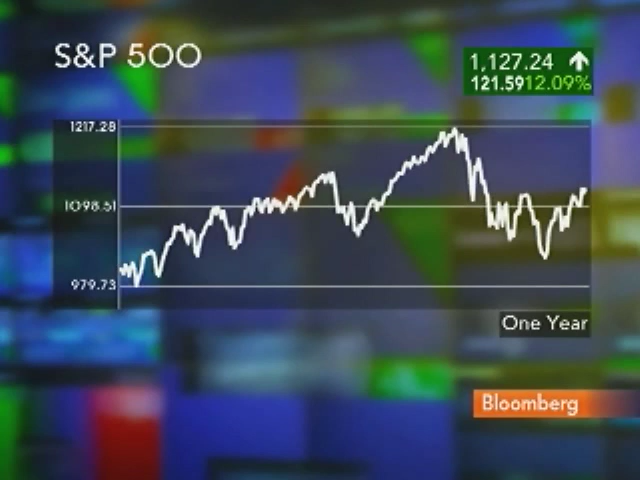 S&P 500
1,127.24
121.59 12.09%
1217.28
1098.51
979.73
One Year
Bloomberg